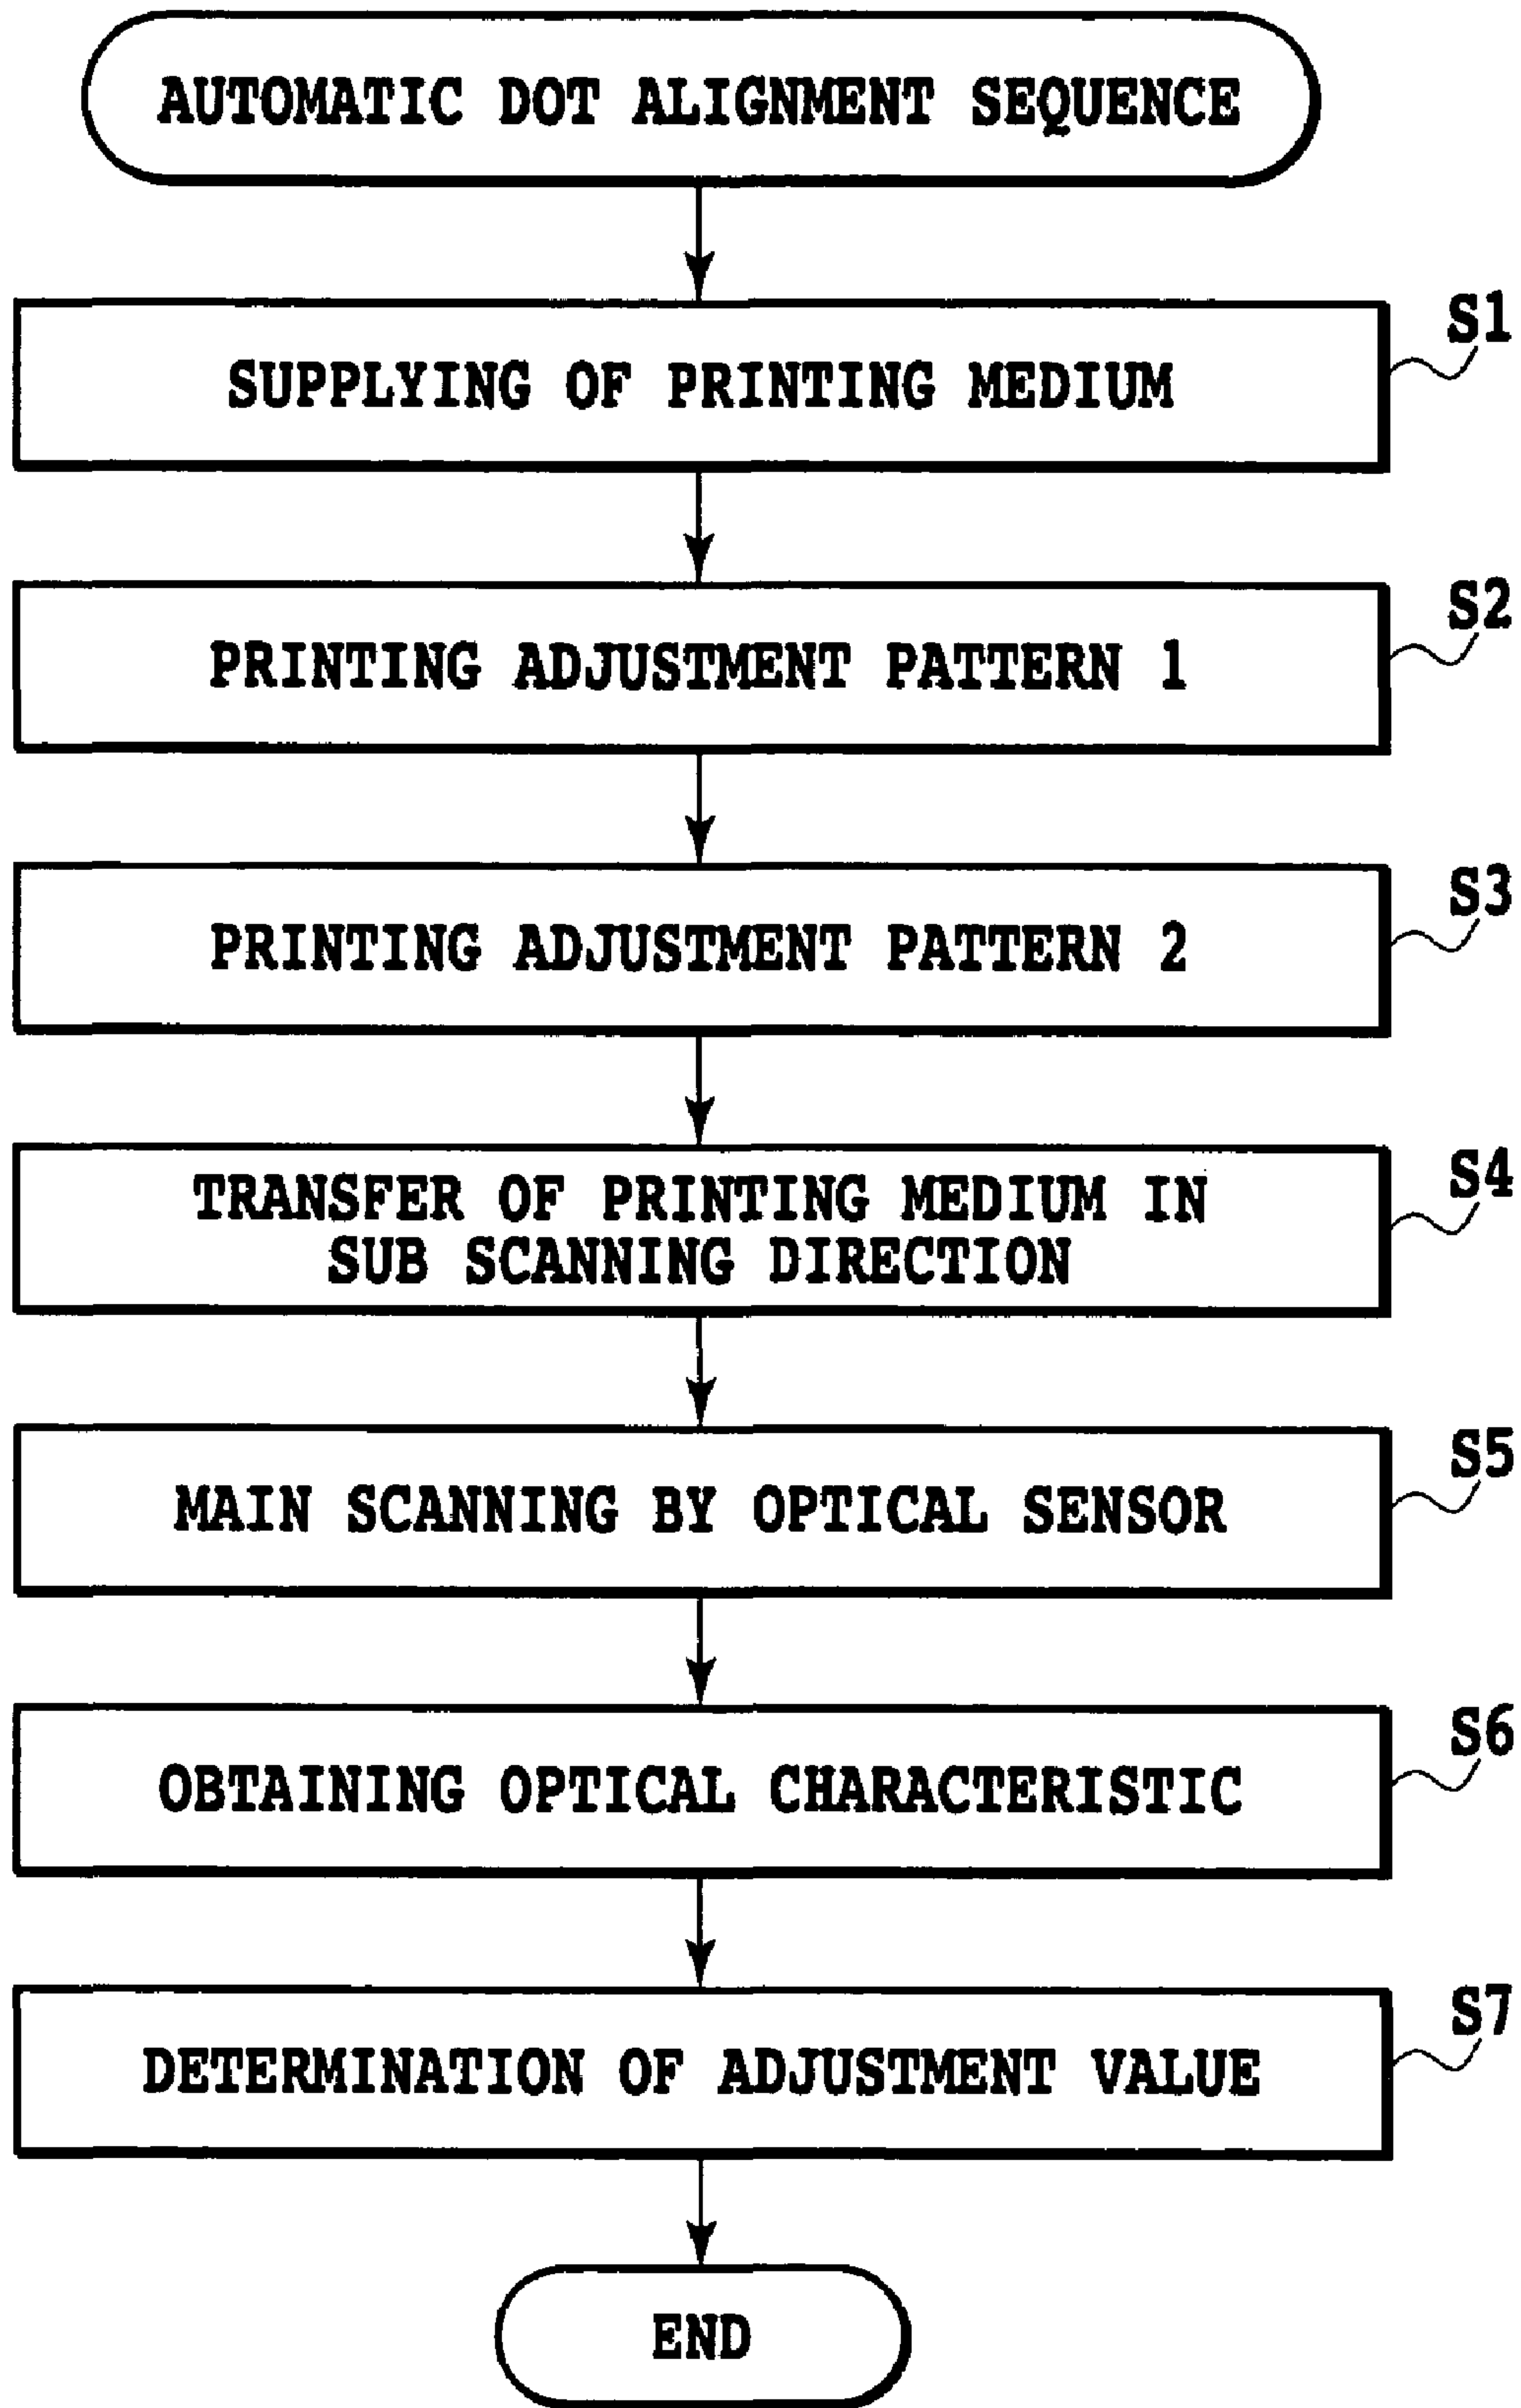 AUTOMATIC DOT ALIGNMENT SEQUENCE
S1
SUPPLYING OF PRINTING MEDIUM
S2
PRINTING ADJUSTMENT PATTERN 1
S3
PRINTING ADJUSTMENT PATTERN 2
S4
TRANSFER OF PRINTING MEDIUM IN
SUB SCANNING DIRECTION
S5
MAIN SCANNING BY OPTICAL SENSOR
S6
OBTAINING OPTICAL CHARACTERISTIC
S7
DETERMINATION OF ADJUSTMENT VALUE
END